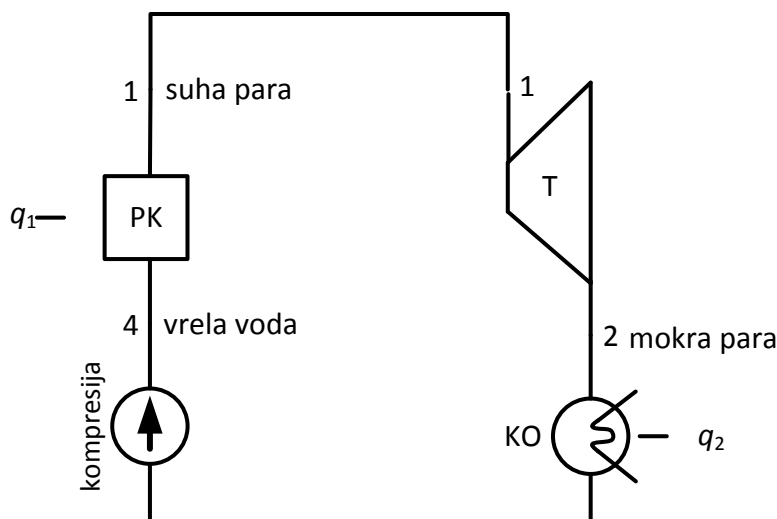 1 suha para
1
T
q1
PK
4 vrela voda
2 mokra para
kompresija
KO
q2